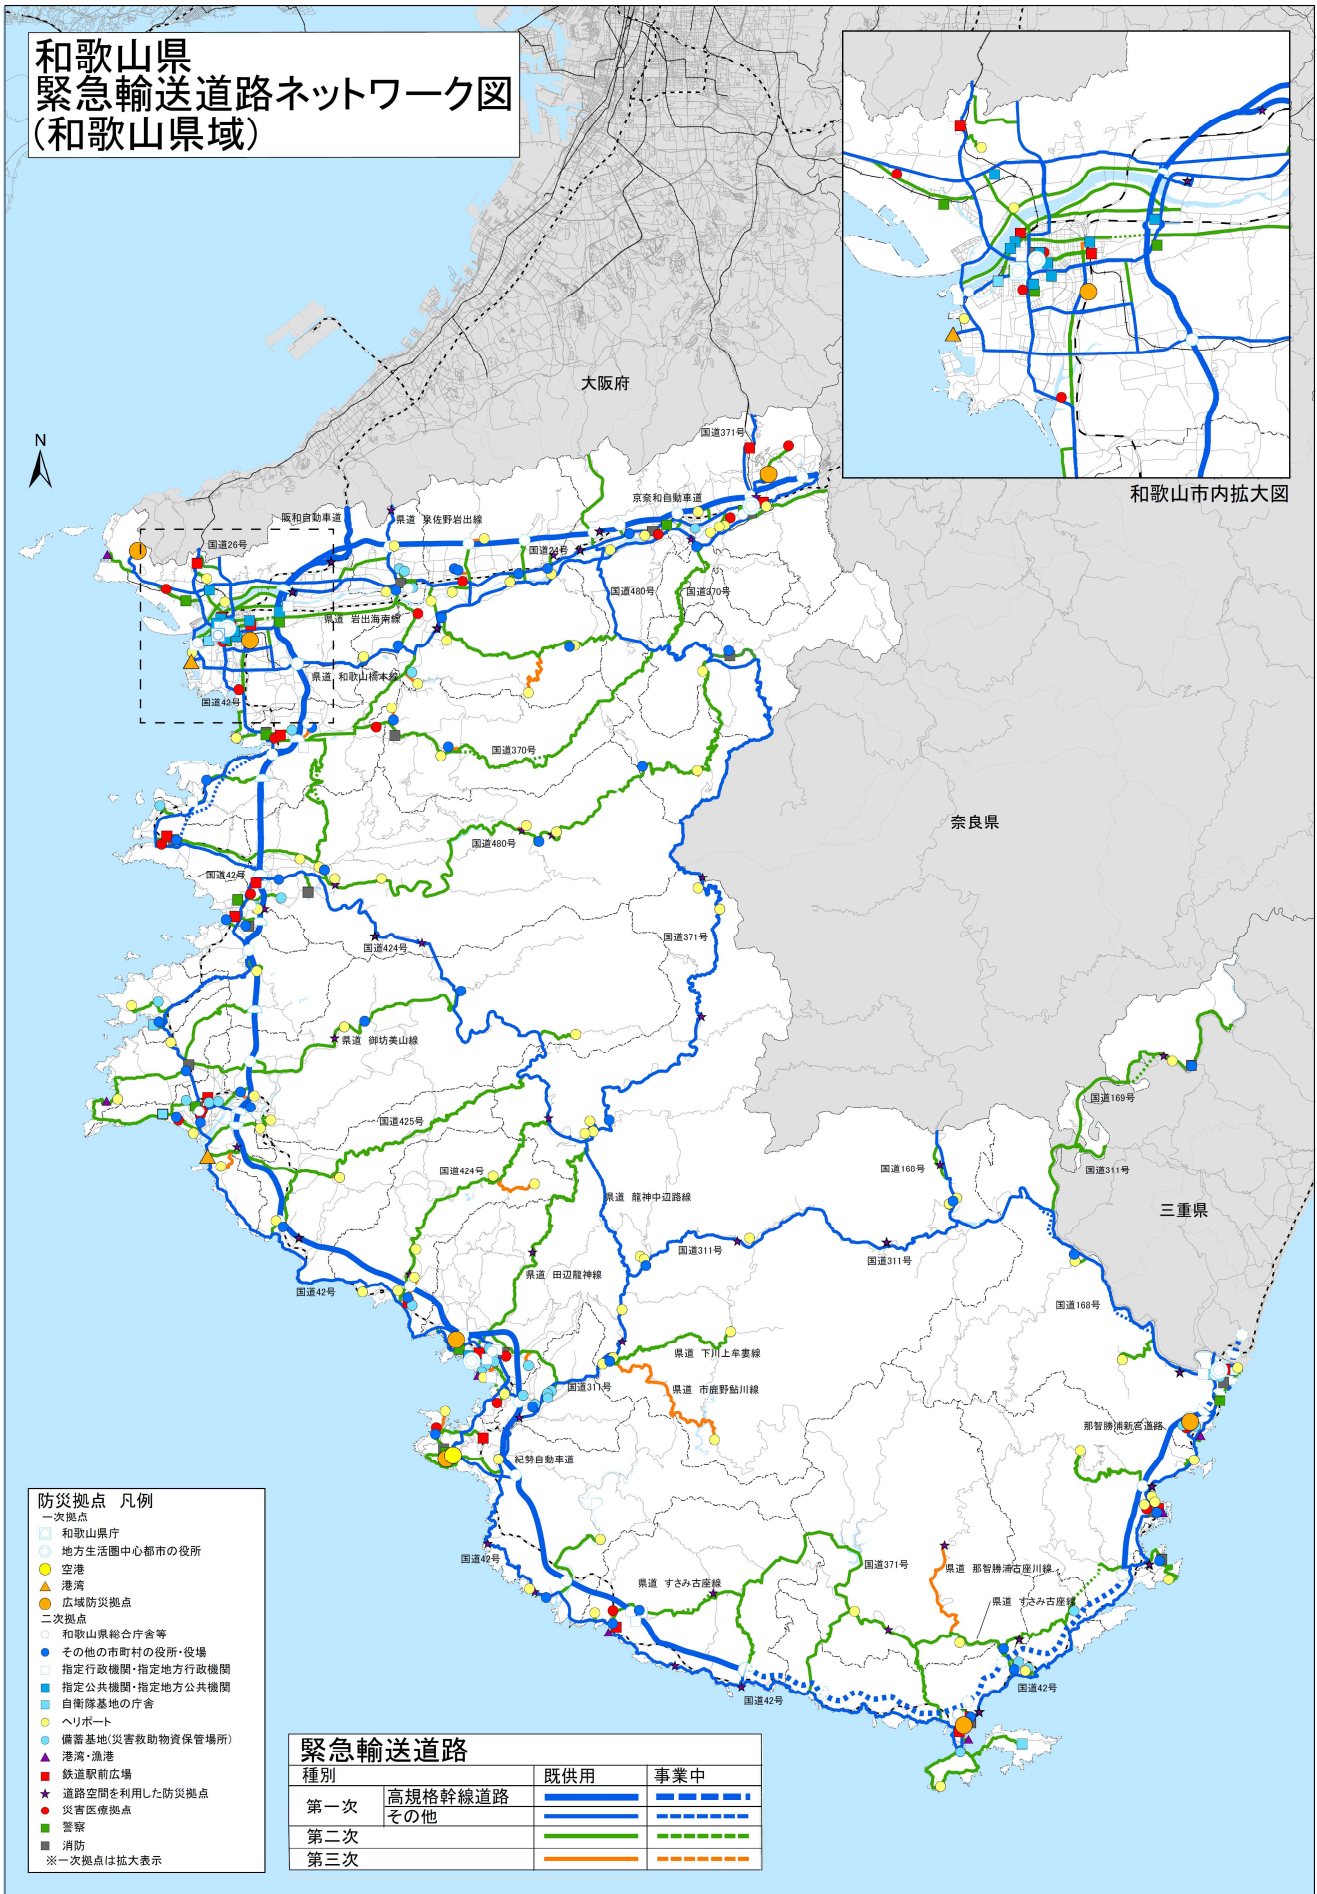 和歌山県
緊急輸送道路ネットワーク図
(和歌山県域)
和歌山市内拡大図
N
大阪府
国道371号
京奈和自動車道
阪和自動車道
県道 泉佐野岩出線
国道26号
国道24号
国道480号
国道370号
県道 岩出海南線
県道 和歌山橋本線
国道42号
国道370号
奈良県
国道480号
国道42号
国道371号
国道424号
県道 御坊美山線
国道169号
国道425号
国道311号
国道424号
国道168号
県道 龍神中辺路線
三重県
国道311号
国道311号
県道 田辺龍神線
国道42号
国道168号
県道 下川上牟婁線
国道311号
県道 市鹿野鮎川線
那智勝浦新宮道路
紀勢自動車道
国道42号
国道371号
県道 那智勝浦古座川線
県道 すさみ古座線
県道 すさみ古座線
国道42号
国道42号
防災拠点 凡例
一次拠点
和歌山県庁
地方生活圏中心都市の役所
空港
港湾
広域防災拠点
二次拠点
和歌山県総合庁舎等
その他の市町村の役所・役場
指定行政機関・指定地方行政機関
指定公共機関・指定地方公共機関
自衛隊基地の庁舎
ヘリポート
備蓄基地(災害救助物資保管場所)
港湾・漁港
鉄道駅前広場
道路空間を利用した防災拠点
災害医療拠点
警察
消防
※一次拠点は拡大表示
緊急輸送道路
種別 既供用 事業中
第一次 高規格幹線道路
その他
第二次
第三次